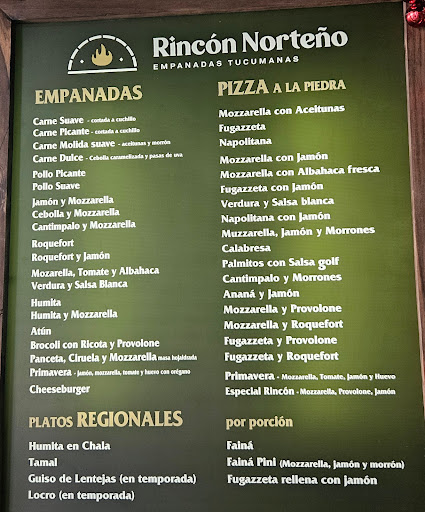 Rincón Norteño
EMPANADAS TUCUMANAS
EMPANADAS
Carne Suave - cortada a cuchillo
Carne Picante - cortada a cuchillo
Carne Molida suave - aceitunas y morrón
Carne Dulce - Cebolla caramelizada y pasas de uva
Pollo Picante
Pollo Suave
Jamón y Mozzarella
Cebolla y Mozzarella
Cantimpalo y Mozzarella
Roquefort
Roquefort y Jamón
Mozarella, Tomate y Albahaca
Verdura y Salsa Blanca
Humita
Humita y Mozzarella
Atún
Brocoli con Ricota y Provolone
Panceta, Ciruela y Mozzarella masa hojaldrada
Primavera - Jamón, mozzarella, tomate y huevo con orégano
Cheeseburger
PLATOS REGIONALES
Humita en Chala
Tamal
Guiso de Lentejas (en temporada)
Locro (en temporada)
PIZZA A LA PIEDRA
Mozzarella con Aceitunas
Fugazzeta
Napolitana
Mozzarella con Jamón
Mozzarella con Albahaca fresca
Fugazzeta con Jamón
Verdura y Salsa blanca
Napolitana con Jamón
Muzzarella, Jamón y Morrones
Calabresa
Palmitos con Salsa golf
Cantimpalo y Morrones
Ananá y Jamón
Mozzarella y Provolone
Mozzarella y Roquefort
Fugazzeta y Provolone
Fugazzeta y Roquefort
Primavera - Mozzarella, Tomate, Jamón y Huevo
Especial Rincón - Mozzarella, Provolone, Jamón
por porción
Fainá
Fainá Pini (Mozzarella, Jamón y morrón)
Fugazzeta rellena con Jamón